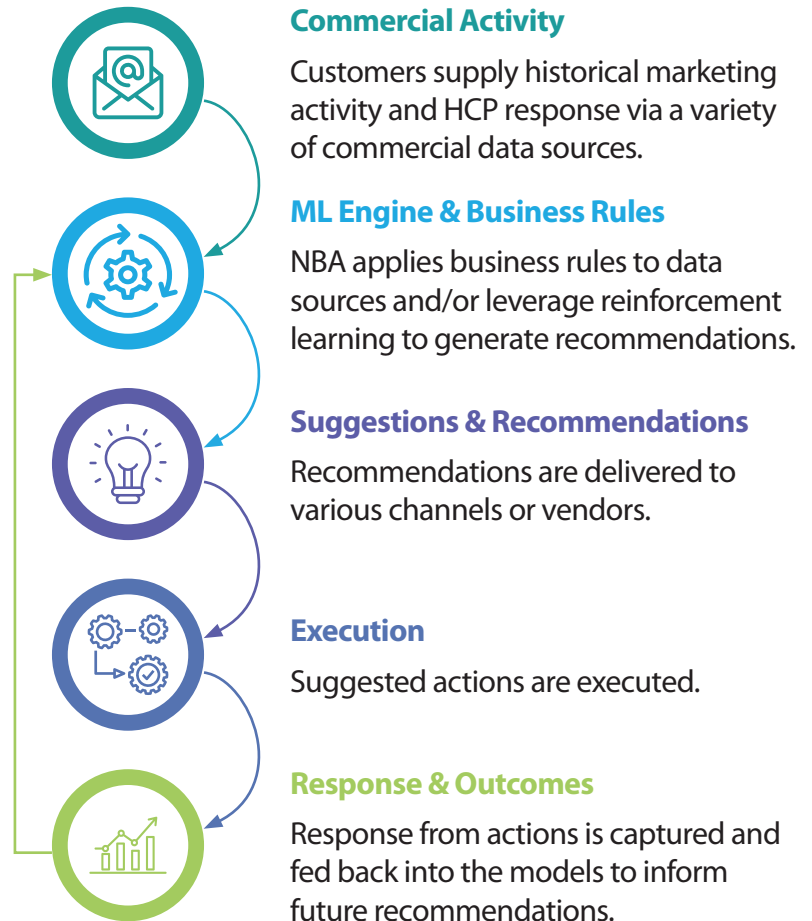 Commercial Activity
Customers supply historical marketing
activity and HCP response via a variety
of commercial data sources.
ML Engine & Business Rules
NBA applies business rules to data
sources and/or leverage reinforcement
learning to generate recommendations.
Suggestions & Recommendations
Recommendations are delivered to
various channels or vendors.
Execution
Suggested actions are executed.
Response & Outcomes
Response from actions is captured and
fed back into the models to inform
future recommendations.